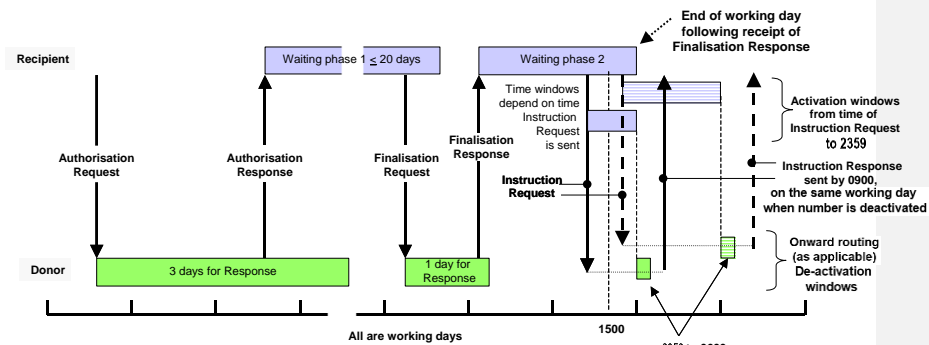 End of working day
following receipt of
Finalisation Response
Recipient
Waiting phase 1 < 20 days
Waiting phase 2
Time windows
depend on time
Instruction
Request
is sent
Activation windows
from time of
Instruction Request
to 2359
Authorisation
Request
Authorisation
Response
Finalisation
Request
Finalisation
Response
Instruction
Request
Instruction Response
sent by 0900,
on the same working day
when number is deactivated
Donor
3 days for Response
1 day for
Response
Onward routing
(as applicable)
De-activation
windows
All are working days
1500